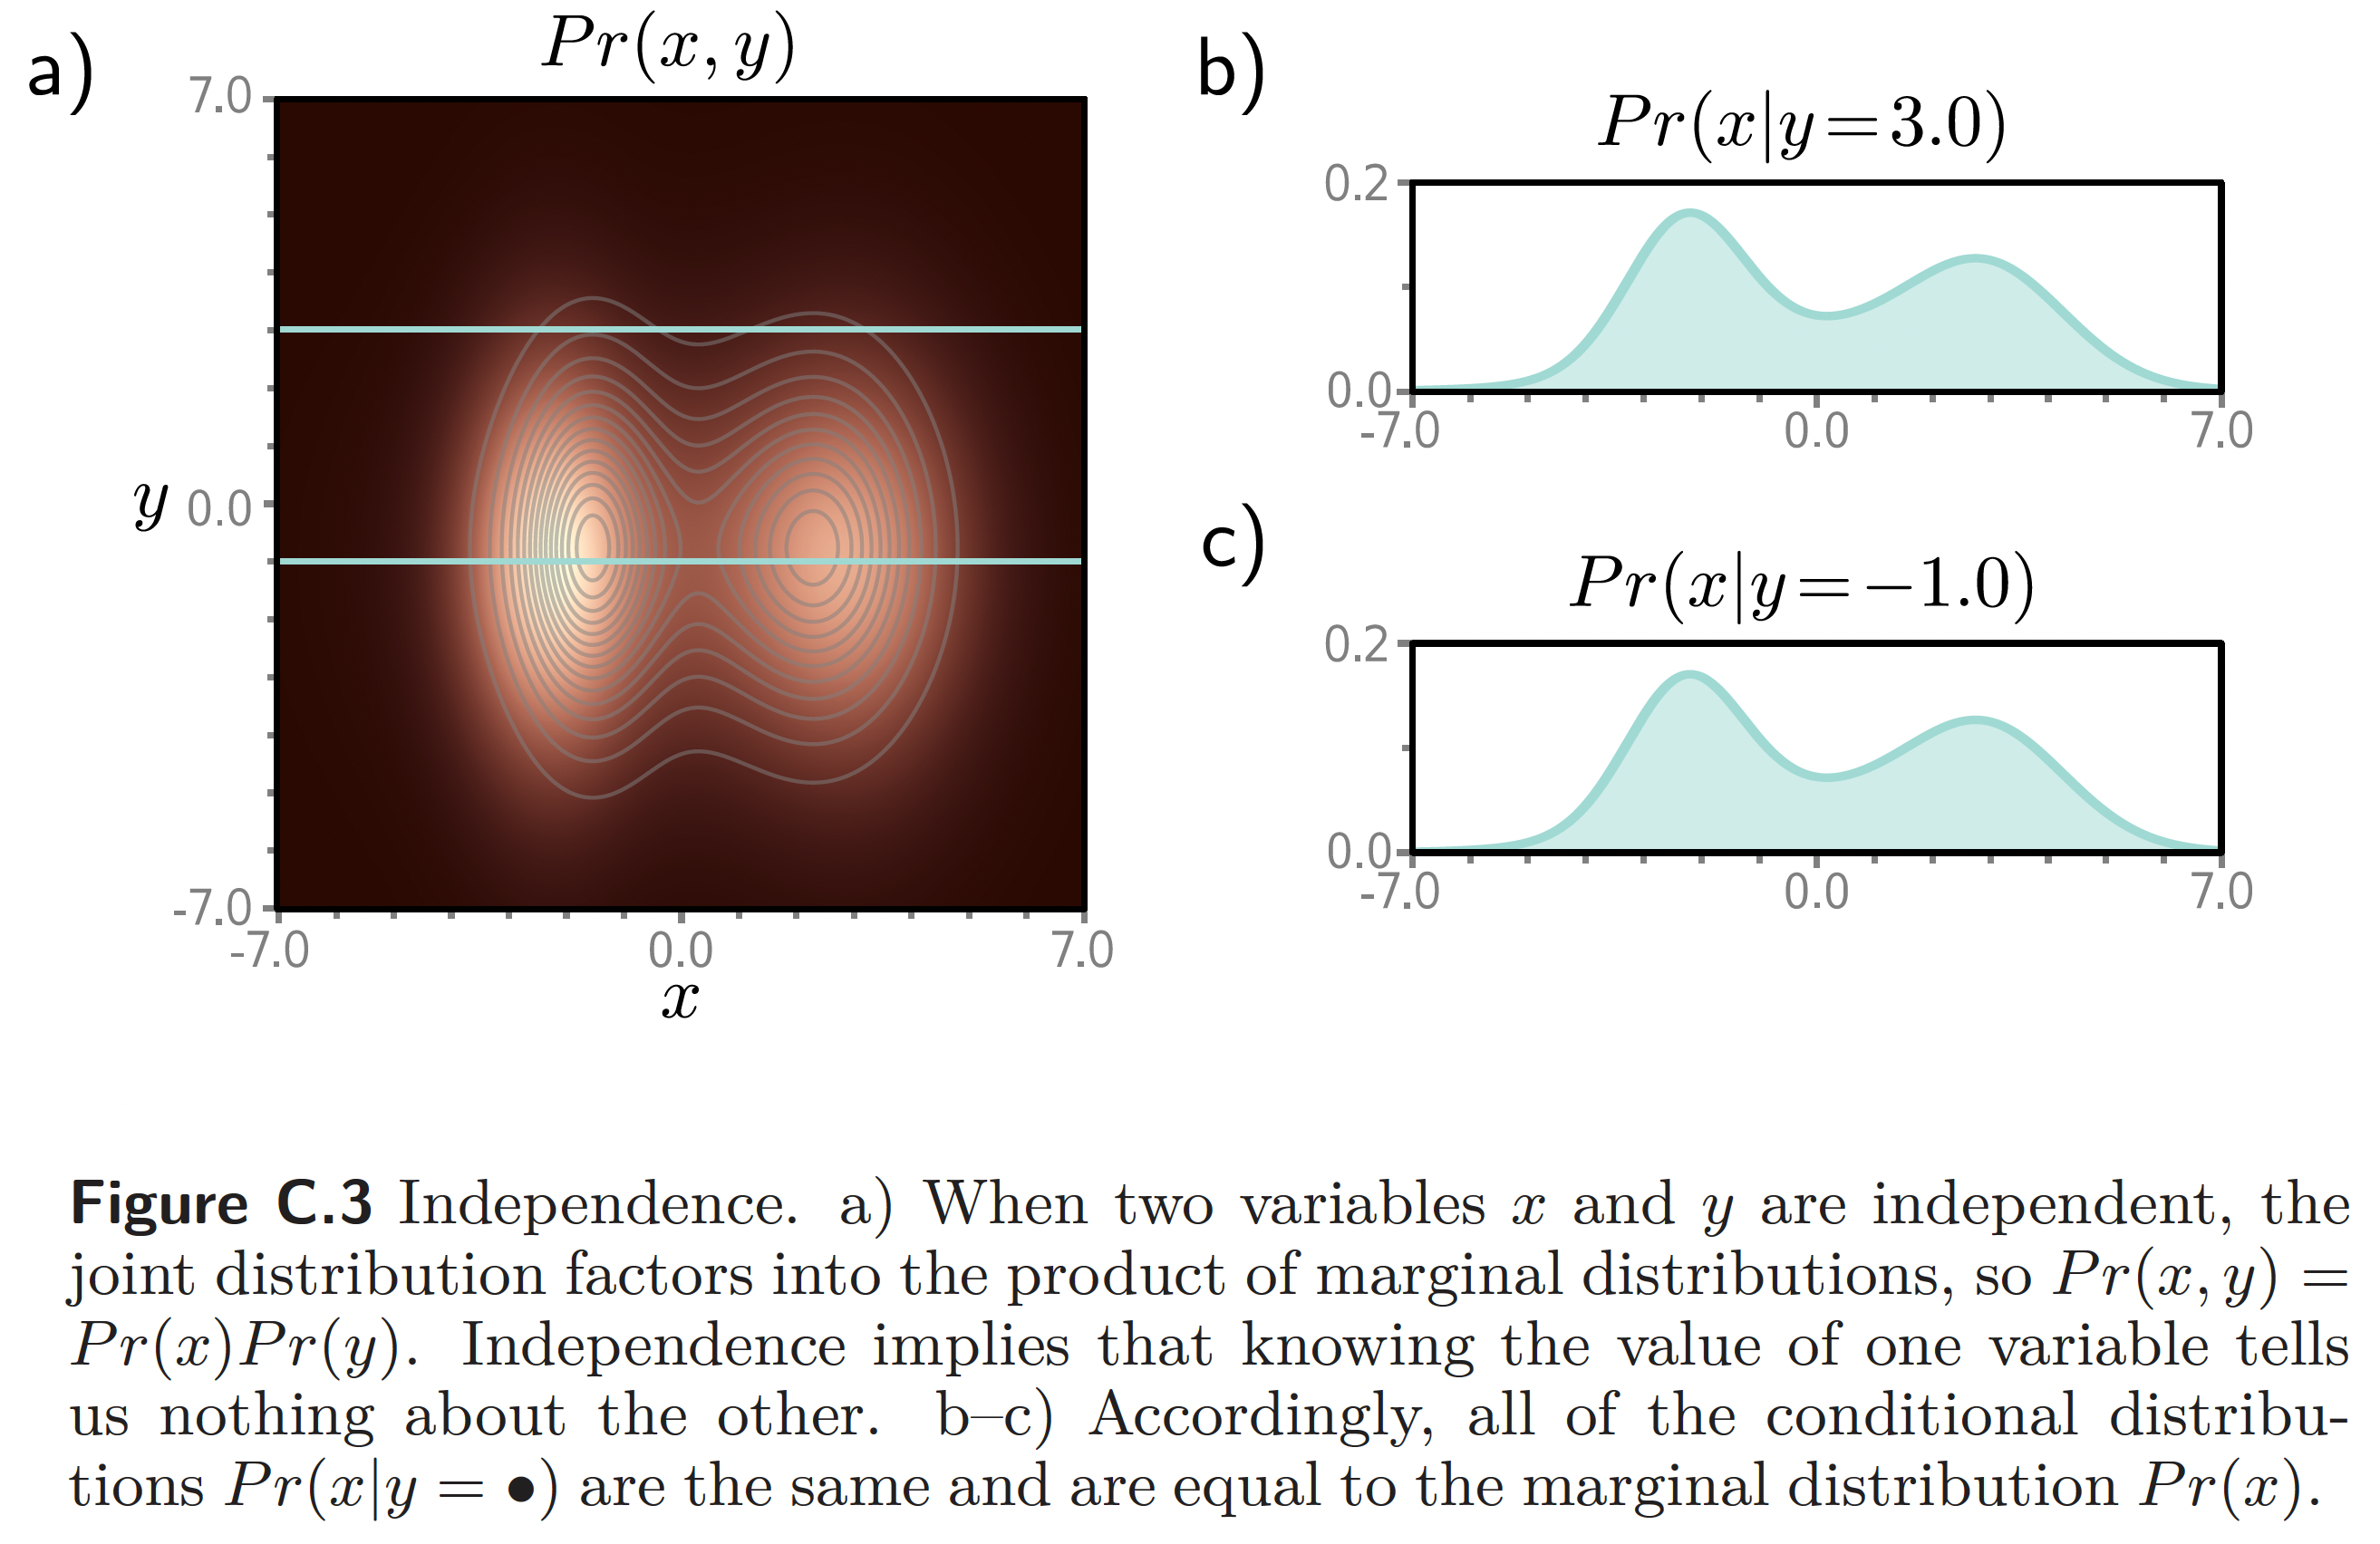 a)
Pr(x, y)
7.0
y 0.0
-7.0
-7.0 0.0 7.0
x
b)
Pr(x|y=3.0)
0.2
0.0
-7.0 0.0 7.0
c)
Pr(x|y=−1.0)
0.2
0.0
-7.0 0.0 7.0
Figure C.3 Independence. a) When two variables x and y are independent, the
joint distribution factors into the product of marginal distributions, so Pr(x, y) =
Pr(x)Pr(y). Independence implies that knowing the value of one variable tells
us nothing about the other. b–c) Accordingly, all of the conditional distribu-
tions Pr(x|y = •) are the same and are equal to the marginal distribution Pr(x).